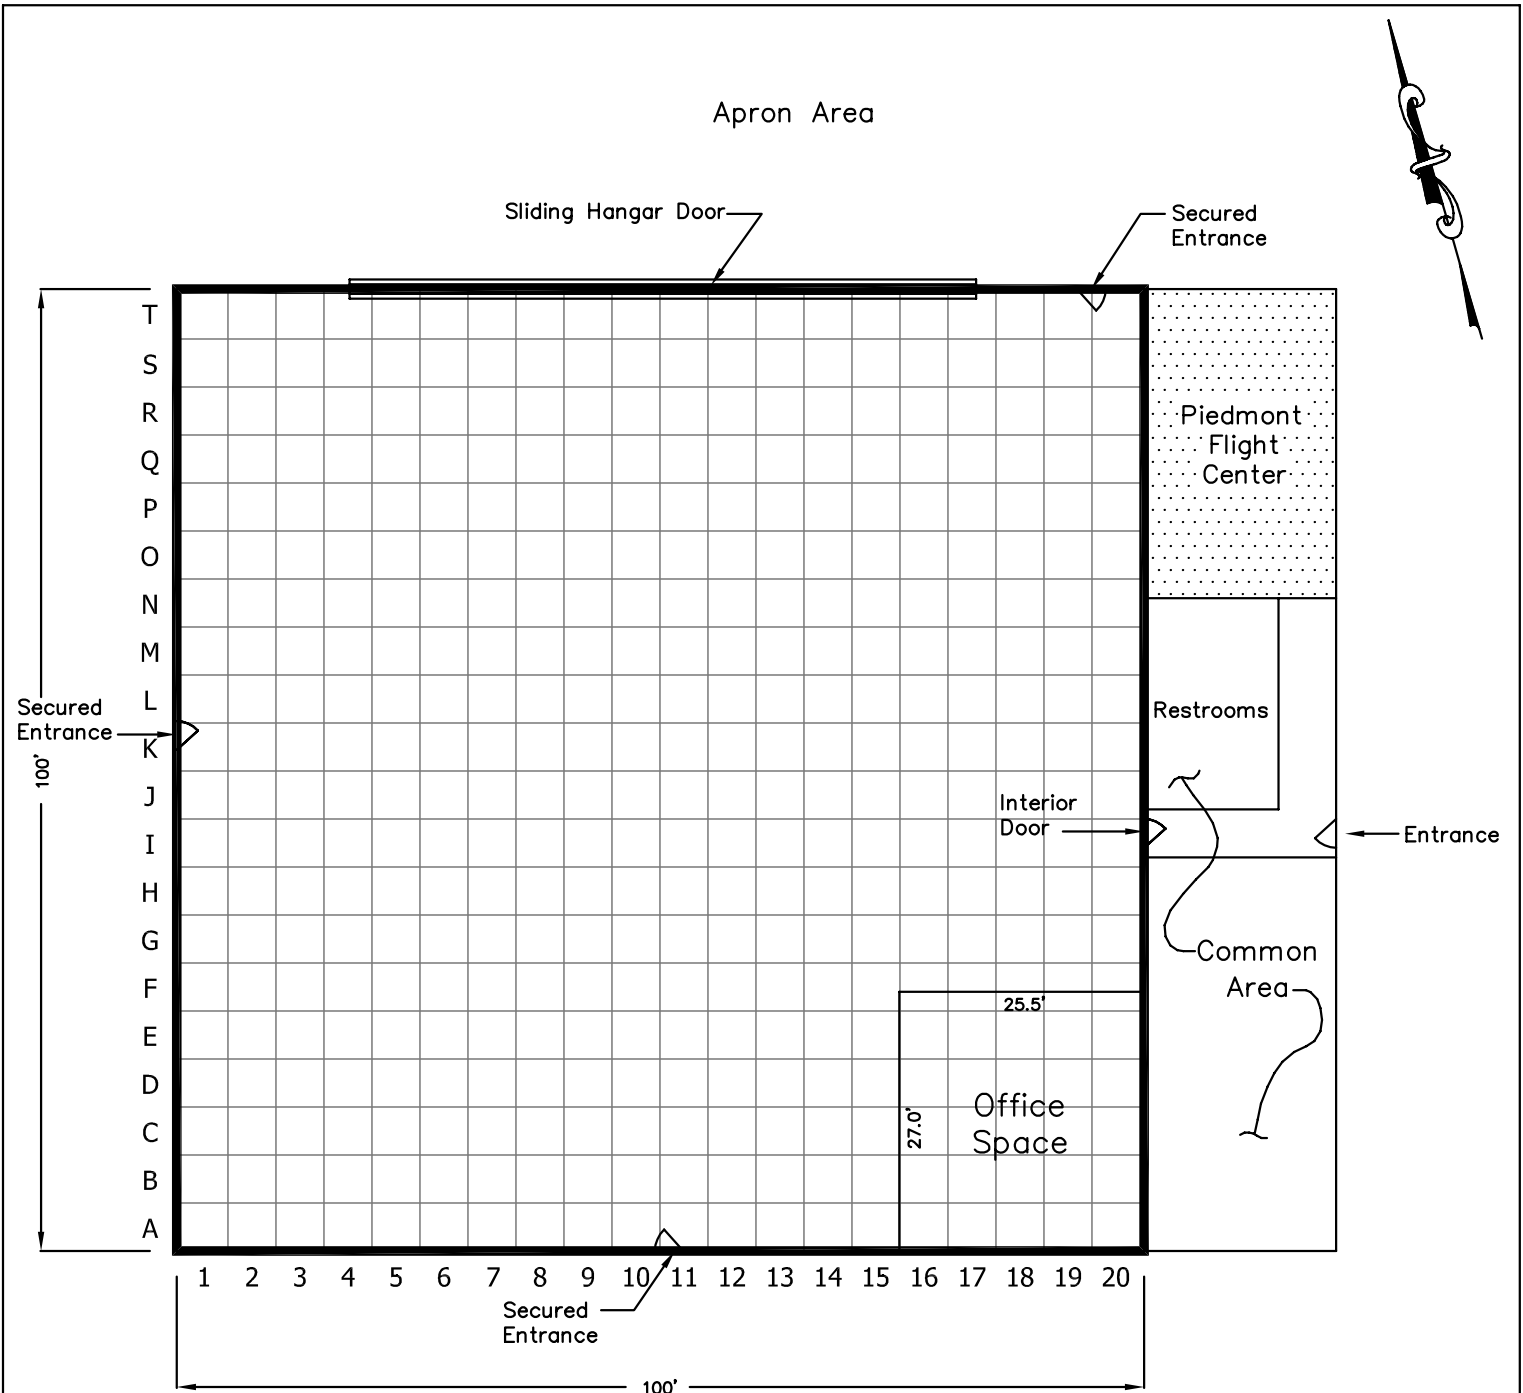 Apron Area
Sliding Hangar Door
Secured
Entrance
T
S
R
Q
P
O
N
M
L
K
J
I
H
G
F
E
D
C
B
A
Piedmont
Flight
Center
Secured
Entrance
100'
Restrooms
Interior
Door
Entrance
Common
Area
25.5'
27.0'
Office
Space
1 2 3 4 5 6 7 8 9 10 11 12 13 14 15 16 17 18 19 20
Secured
Entrance
100'